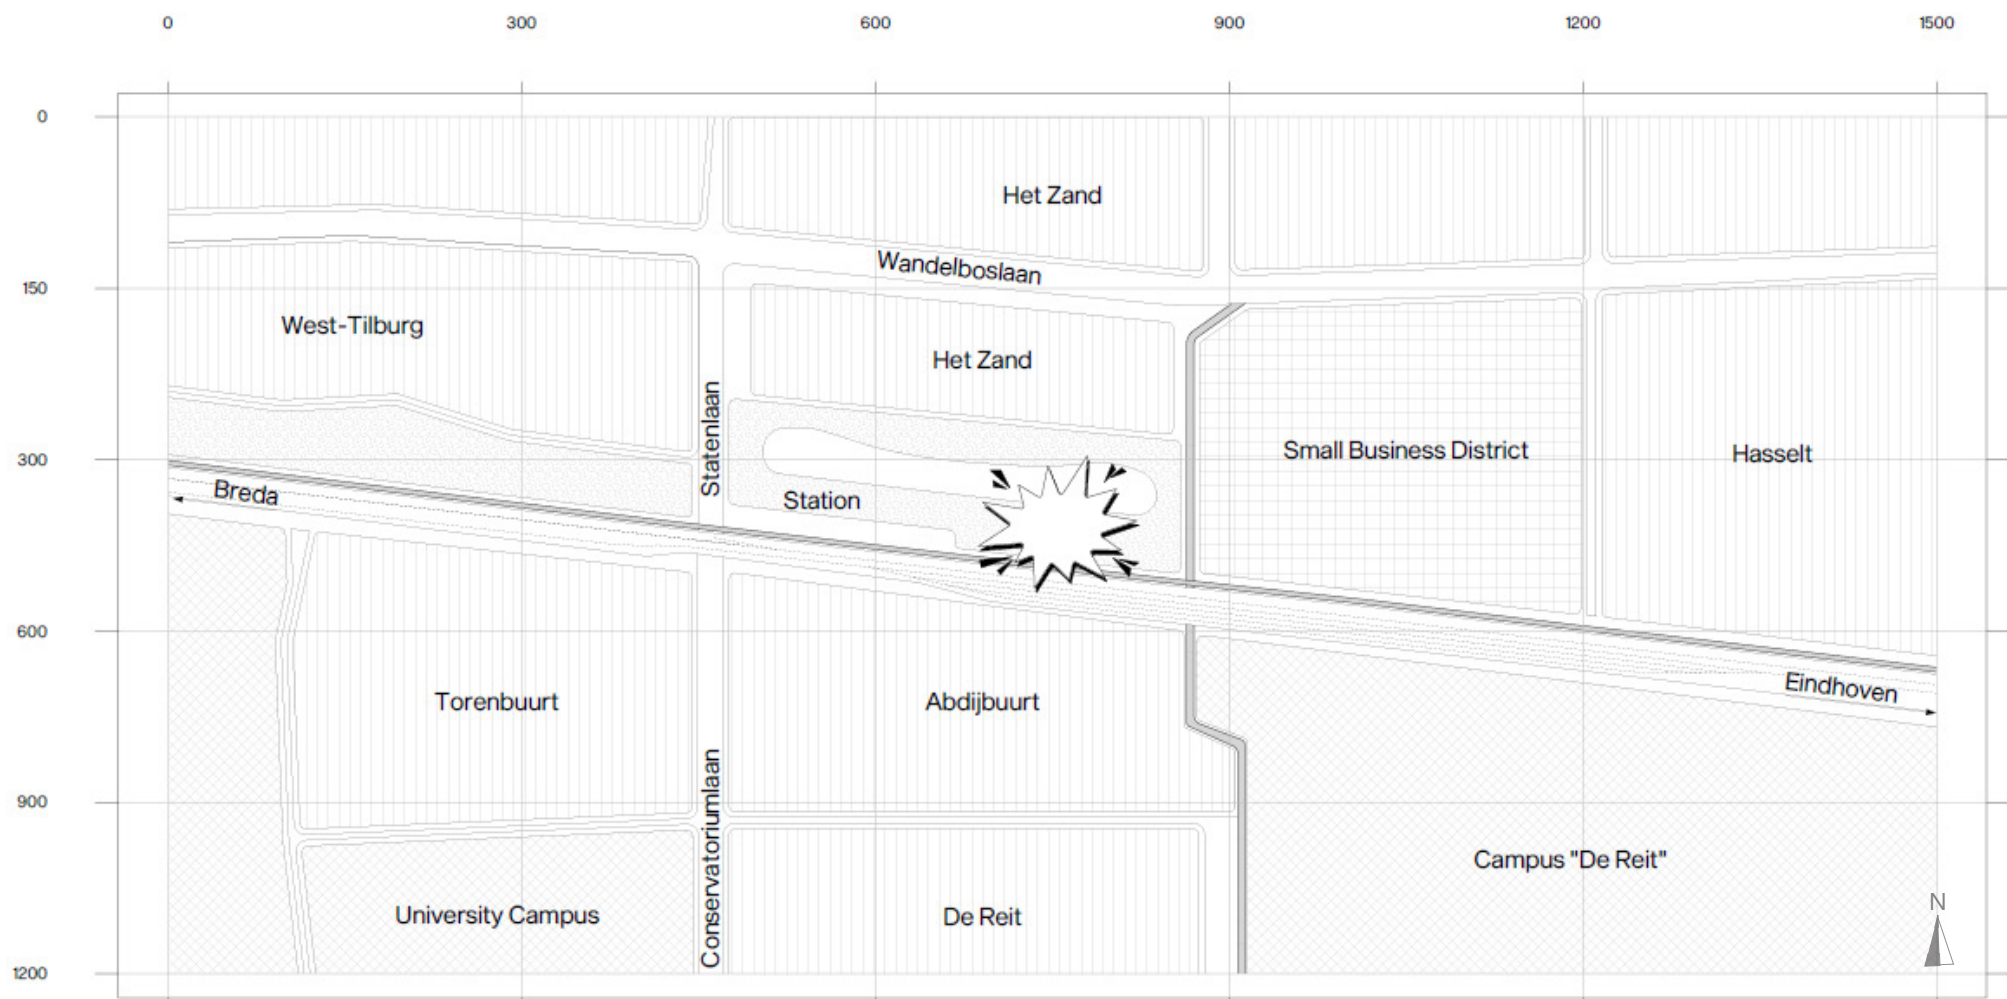 0 300 600 900 1200 1500
0
Het Zand
Wandelboslaan
150
West-Tilburg
Het Zand
Statenlaan
300
Small Business District
Hasselt
Breda
Station
600
Eindhoven
Torenbuurt
Abdijbuurt
Conservatoriumlaan
900
Campus "De Reit"
University Campus
De Reit
N
1200